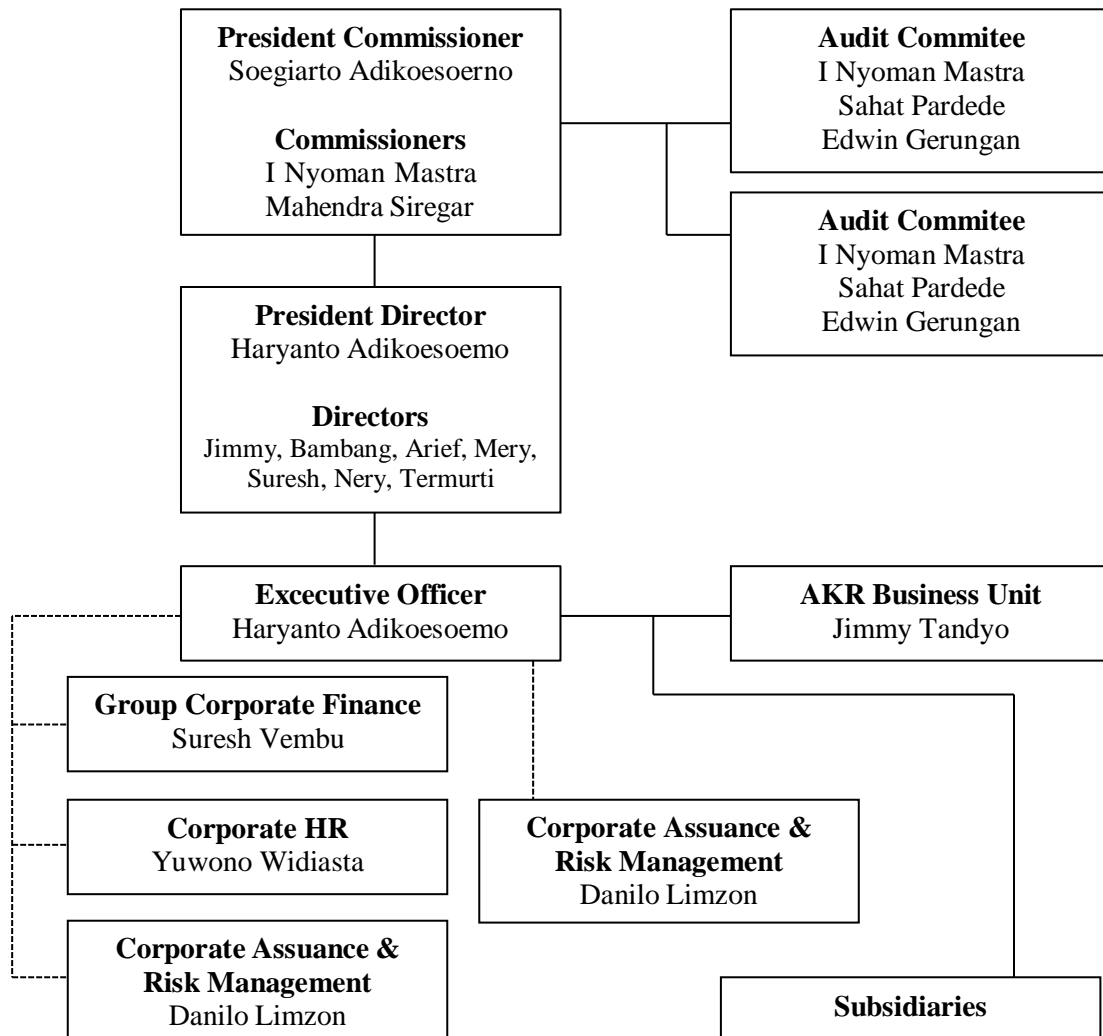 President Commissioner
Soegiarto Adikoesoerno
Commissioners
I Nyoman Mastra
Mahendra Siregar
Audit Commitee
I Nyoman Mastra
Sahat Pardede
Edwin Gerungan
Audit Commitee
I Nyoman Mastra
Sahat Pardede
Edwin Gerungan
President Director
Haryanto Adikoesoemo
Directors
Jimmy, Bambang, Arief, Mery,
Suresh, Nery, Termurti
Excecutive Officer
Haryanto Adikoesoemo
AKR Business Unit
Jimmy Tandyo
Group Corporate Finance
Suresh Vembu
Corporate HR
Yuwono Widiasta
Corporate Assuance &
Risk Management
Danilo Limzon
Corporate Assuance &
Risk Management
Danilo Limzon
Subsidiaries